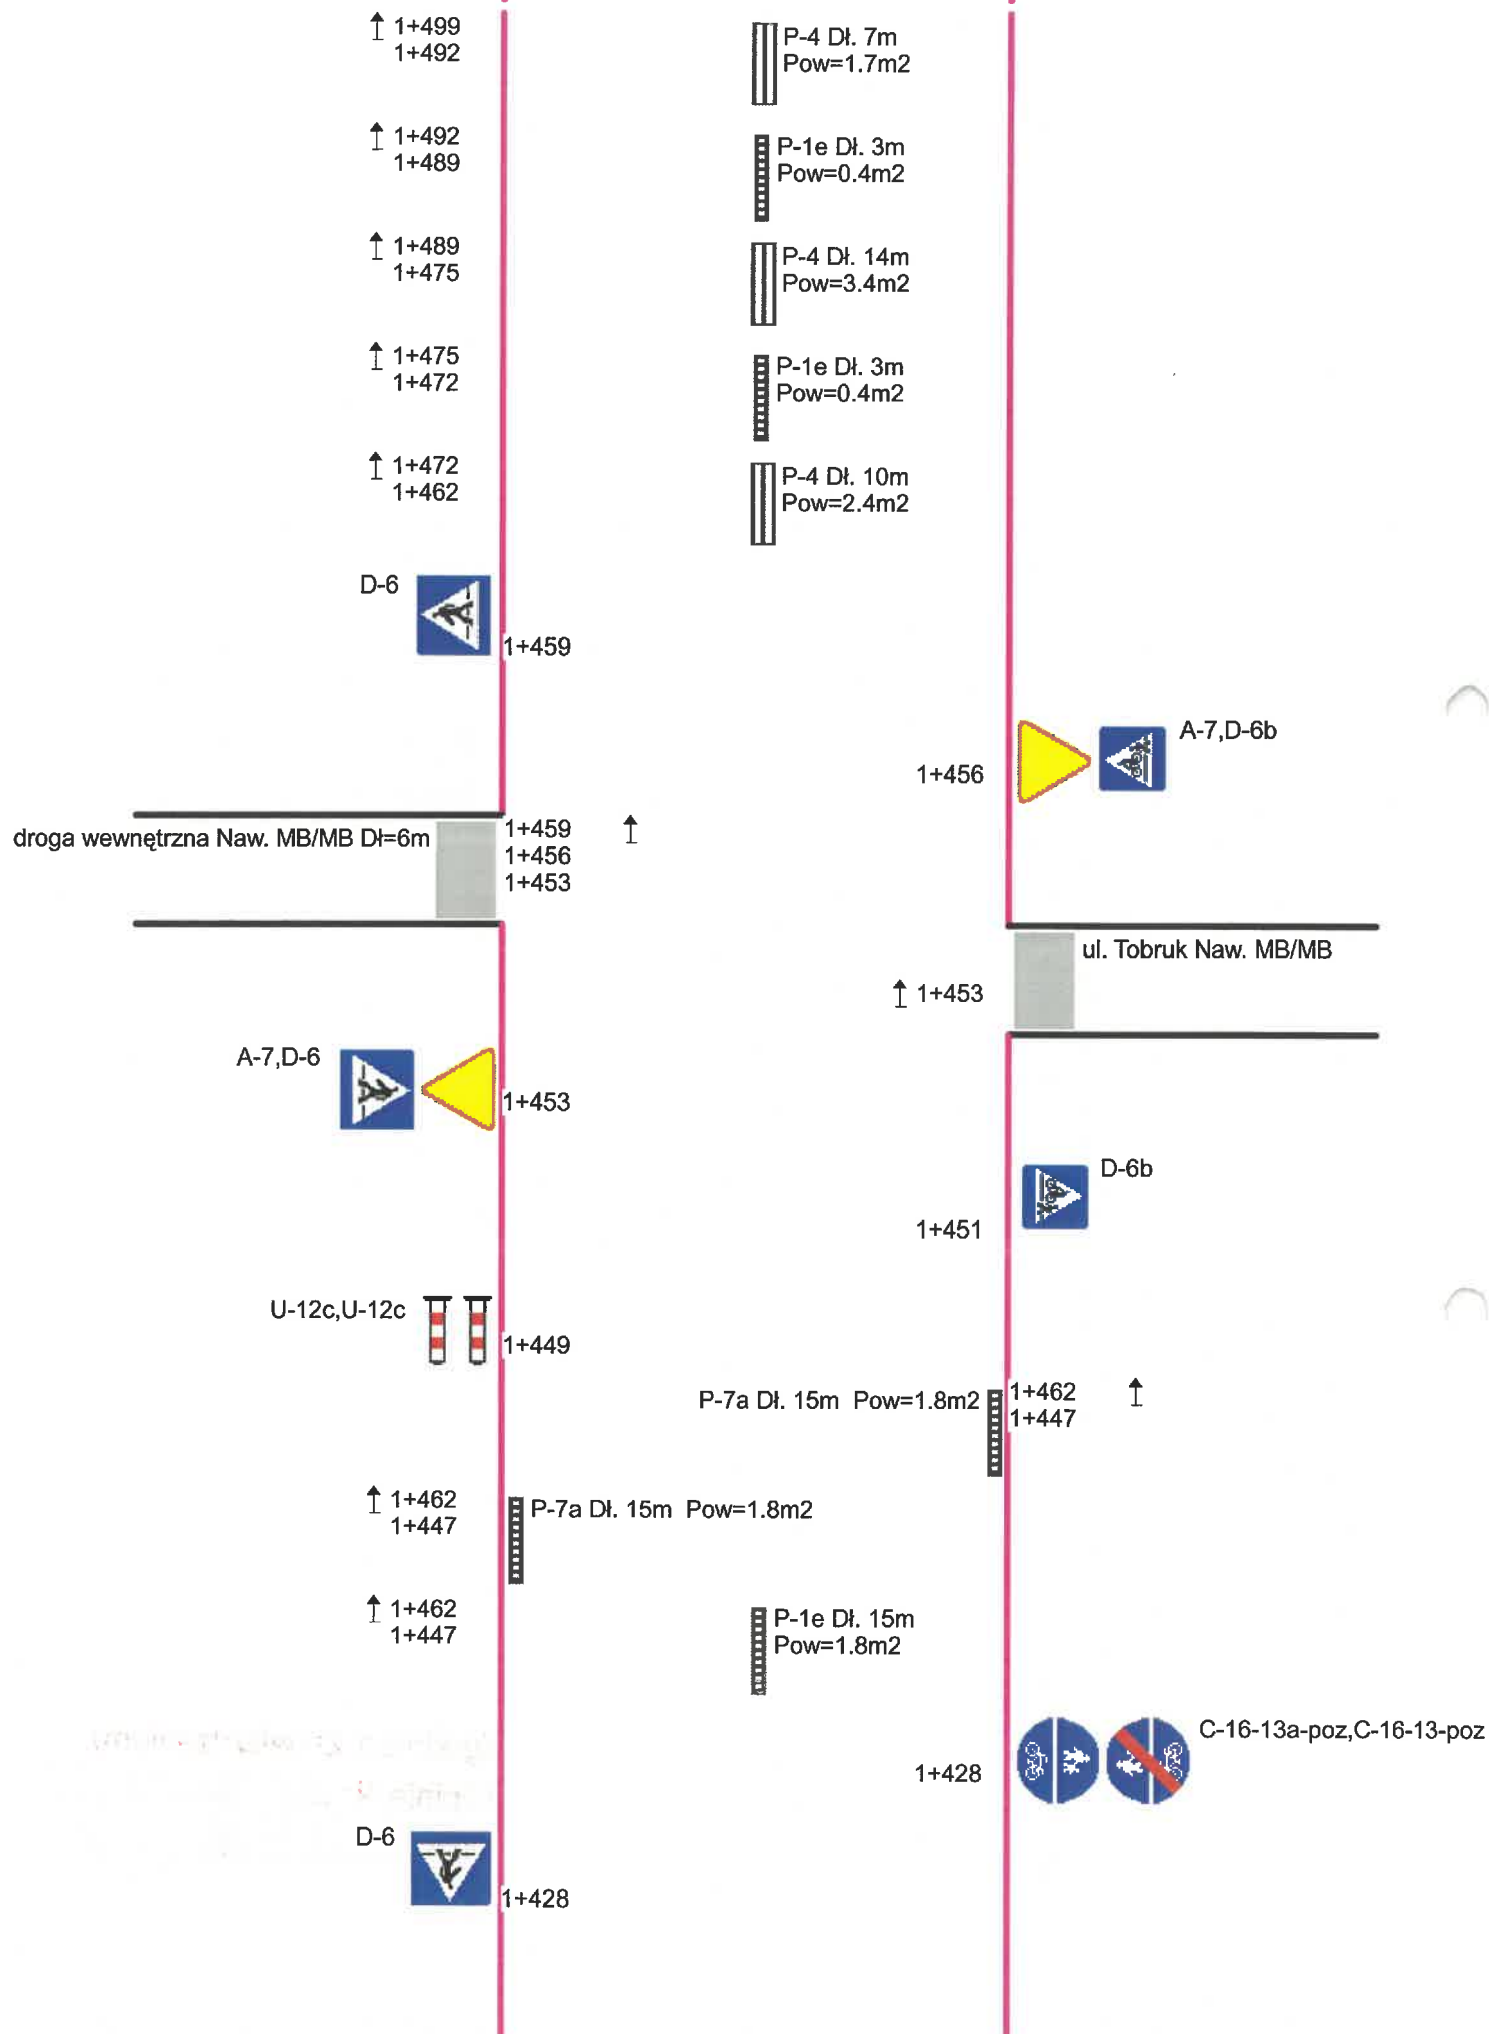 1+499
1+492
P-4 Dł. 7m
Pow=1.7m2
1+492
1+489
P-1e Dł. 3m
Pow=0.4m2
1+489
1+475
P-4 Dł. 14m
Pow=3.4m2
1+475
1+472
P-1e Dł. 3m
Pow=0.4m2
1+472
1+462
P-4 Dł. 10m
Pow=2.4m2
D-6
1+459
A-7,D-6b
1+456
droga wewnętrzna Naw. MB/MB Dł=6m
1+459
1+456
1+453
ul. Tobruk Naw. MB/MB
1+453
A-7,D-6
1+453
D-6b
1+451
U-12c,U-12c
1+449
P-7a Dł. 15m Pow=1.8m2
1+462
1+447
1+462
1+447
P-7a Dł. 15m Pow=1.8m2
1+462
1+447
P-1e Dł. 15m
Pow=1.8m2
C-16-13a-poz,C-16-13-poz
1+428
D-6
1+428